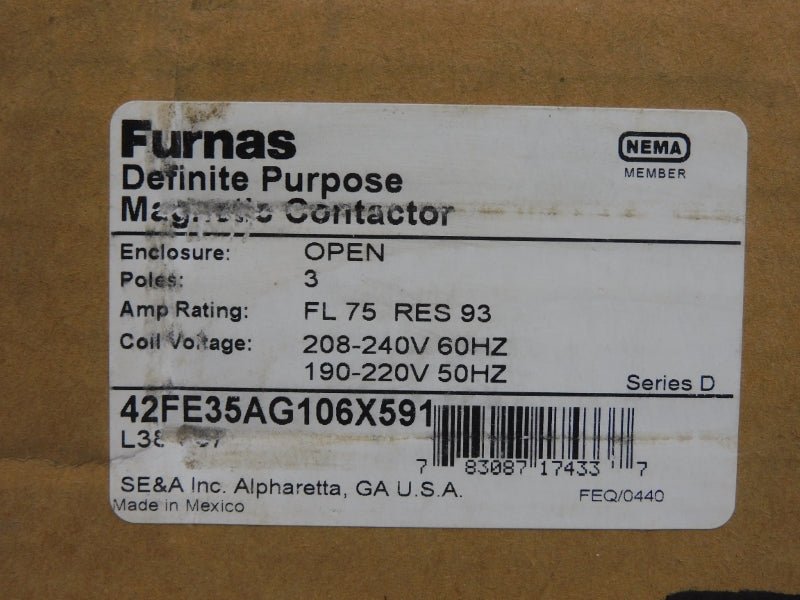 Furnas
NEMA
MEMBER
Definite Purpose
Magnetic Contactor
Enclosure: OPEN
Poles: 3
Amp Rating: FL 75 RES 93
Coil Voltage: 208-240V 60HZ
190-220V 50HZ
Series D
42FE35AG106X591
7 83087 17433 7
SE&A Inc. Alpharetta, GA U.S.A.
FEQ/0440
Made in Mexico